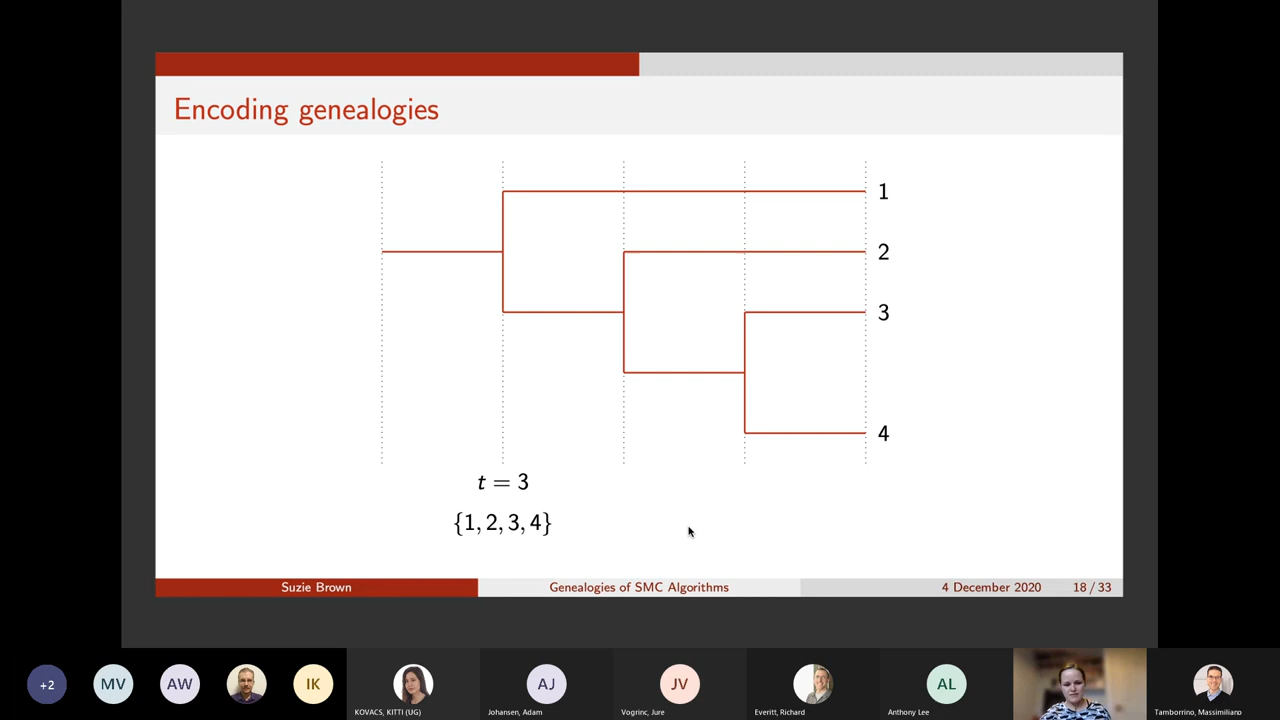 Encoding genealogies
1
2
3
4
t = 3
{1, 2, 3, 4}
Suzie Brown
Genealogies of SMC Algorithms
4 December 2020
18 / 33
+2
MV
AW
IK
KOVACS, KITTI (UG)
AJ
Johansen, Adam
JV
Vogrinc, Jure
Everitt, Richard
AL
Anthony Lee
Tamborrino, Massimiliano